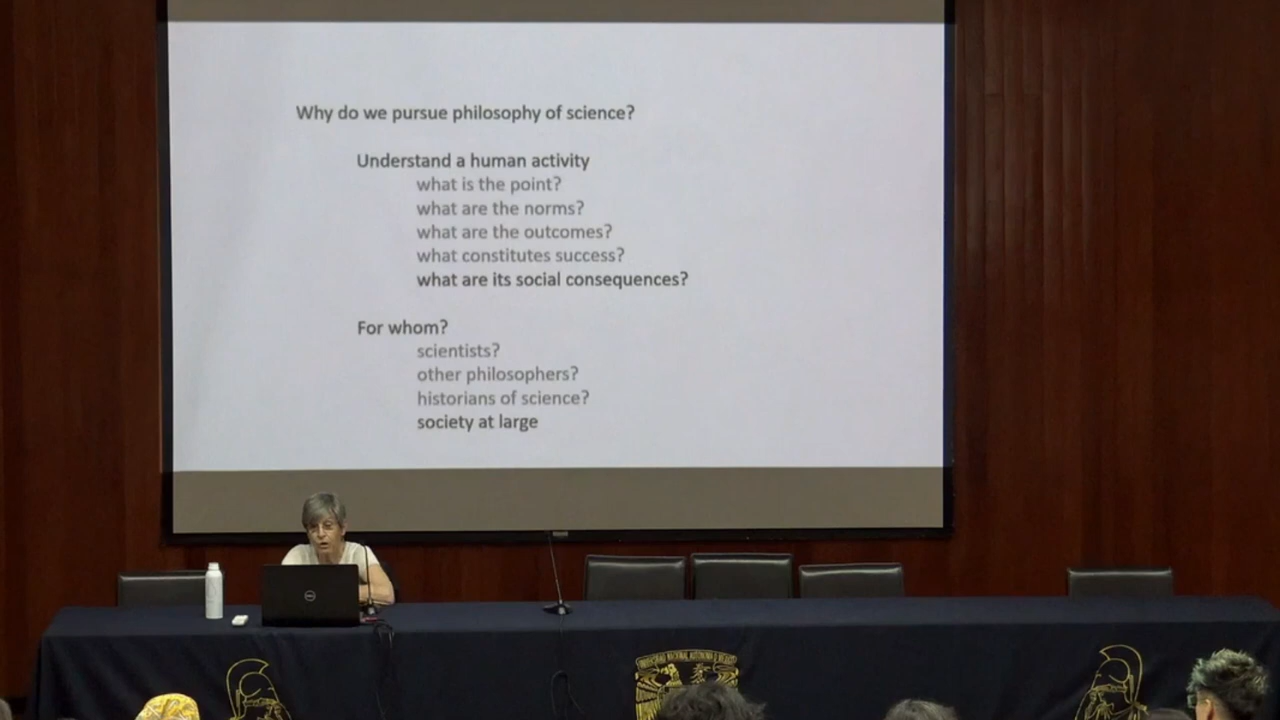 Why do we pursue philosophy of science?
Understand a human activity
what is the point?
what are the norms?
what are the outcomes?
what constitutes success?
what are its social consequences?
For whom?
scientists?
other philosophers?
historians of science?
society at large
DELL